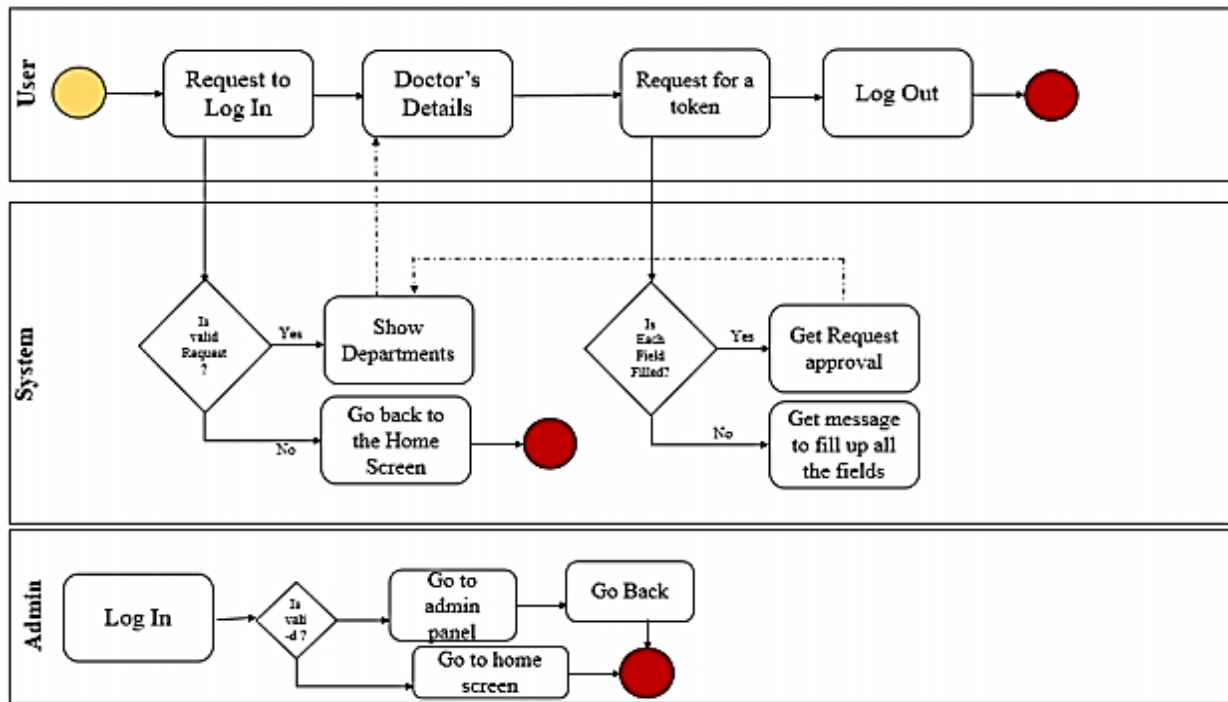 User
Request to
Log In
Doctor's
Details
Request for a
token
Log Out
System
Is
valid
Request
?
Yes
Show
Departments
No
Go back to
the Home
Screen
Is
Each
Field
Filled?
Yes
Get Request
approval
No
Get message
to fill up all
the fields
Admin
Log In
Is
vali
-d ?
Go to
admin
panel
Go Back
Go to home
screen